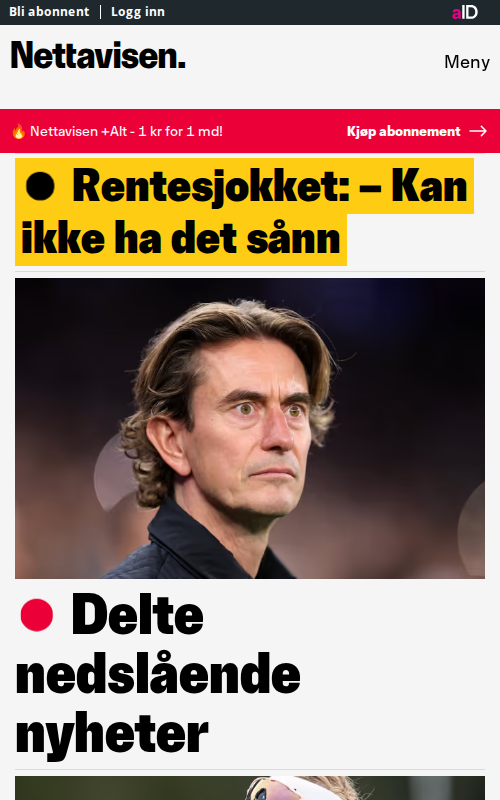 Bli abonnent | Logg inn
aID
Nettavisen.
Meny
🔥 Nettavisen +Alt - 1 kr for 1 md!
Kjøp abonnement →
● Rentesjokket: – Kan
ikke ha det sånn
Delte
nedslående
nyheter